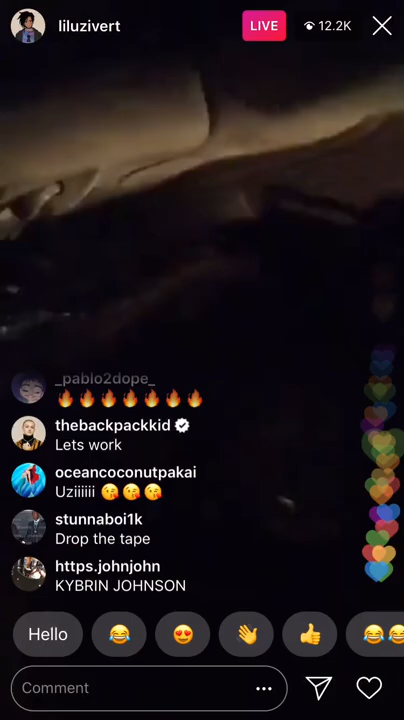 liluzivert
LIVE
12.2K
_pablo2dope_
🔥🔥🔥🔥🔥🔥🔥
thebackpackkid
Lets work
oceancoconutpakai
Uziiiiii 😘😘😘
stunnaboi1k
Drop the tape
https.johnjohn
KYBRIN JOHNSON
Hello 😂 😍 👋 👍 😂😂
Comment